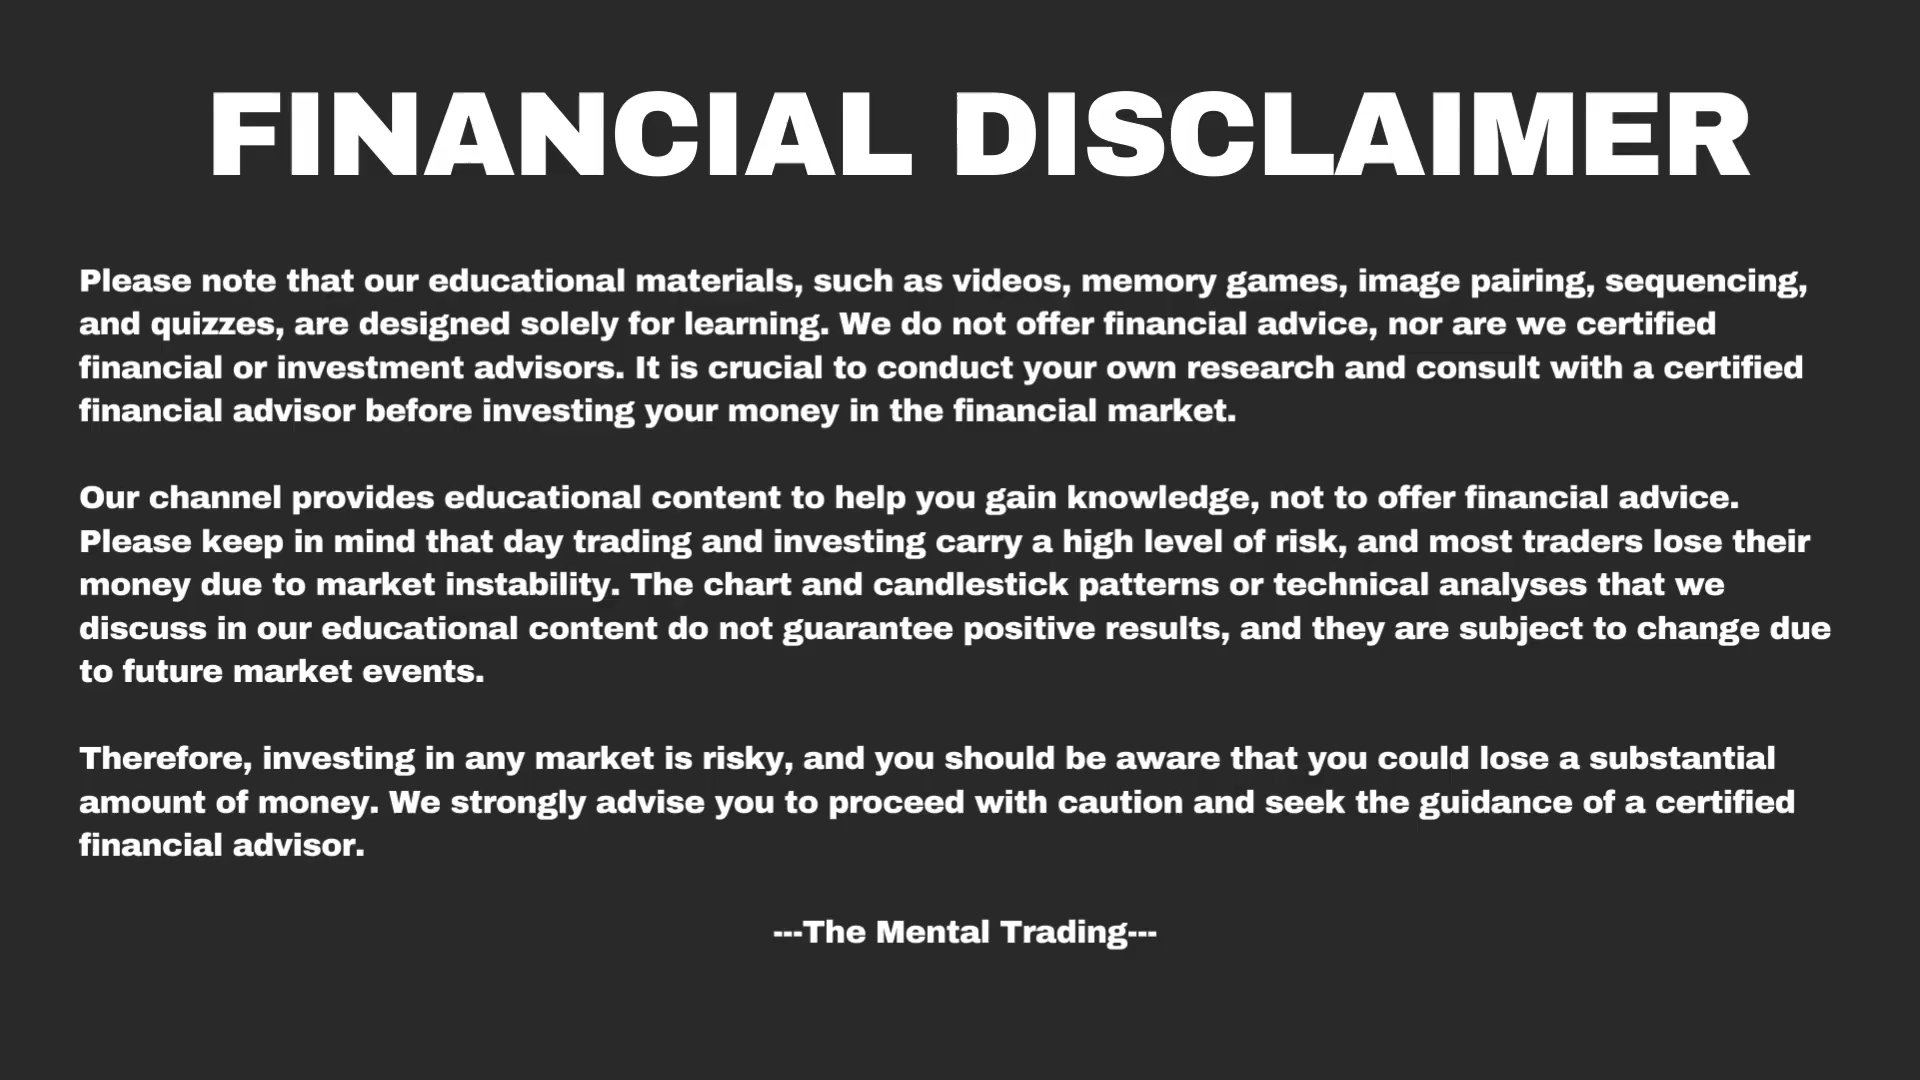 FINANCIAL DISCLAIMER
Please note that our educational materials, such as videos, memory games, image pairing, sequencing,
and quizzes, are designed solely for learning. We do not offer financial advice, nor are we certified
financial or investment advisors. It is crucial to conduct your own research and consult with a certified
financial advisor before investing your money in the financial market.
Our channel provides educational content to help you gain knowledge, not to offer financial advice.
Please keep in mind that day trading and investing carry a high level of risk, and most traders lose their
money due to market instability. The chart and candlestick patterns or technical analyses that we
discuss in our educational content do not guarantee positive results, and they are subject to change due
to future market events.
Therefore, investing in any market is risky, and you should be aware that you could lose a substantial
amount of money. We strongly advise you to proceed with caution and seek the guidance of a certified
financial advisor.
---The Mental Trading---